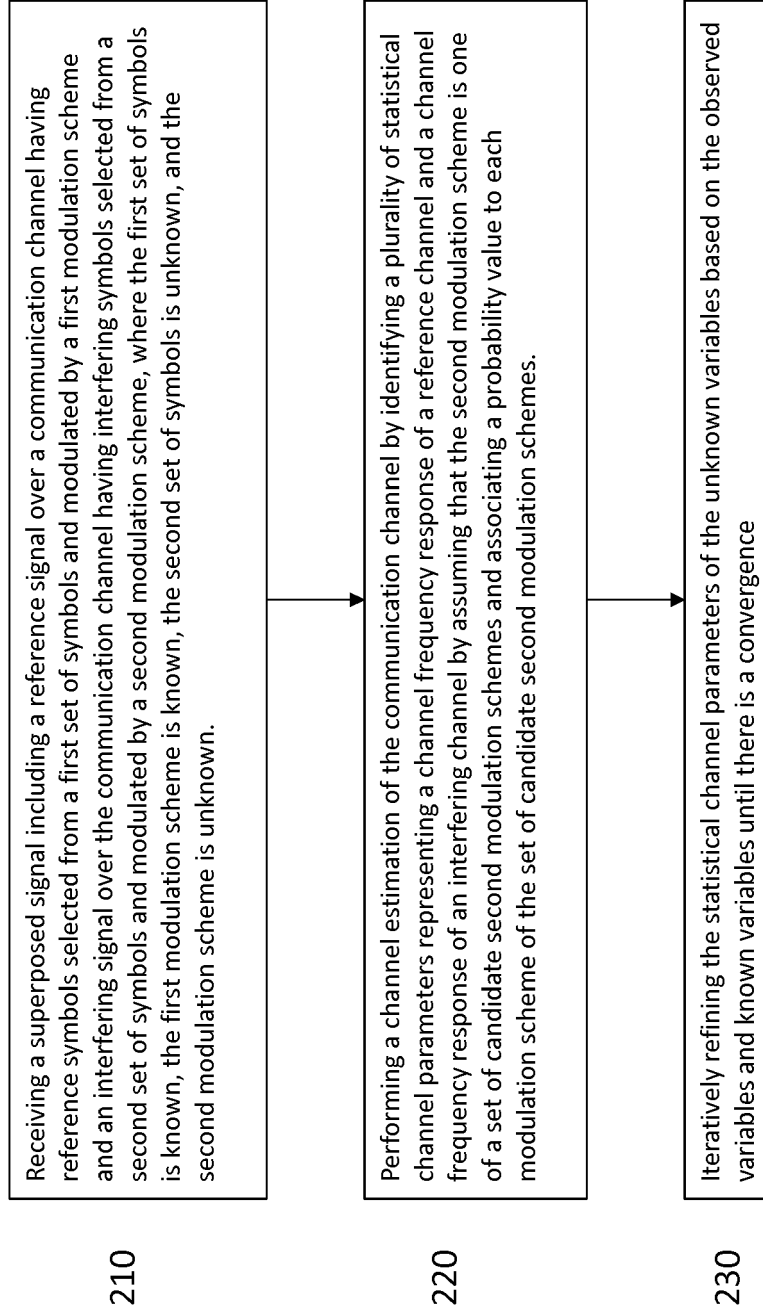 210
Receiving a superposed signal including a reference signal over a communication channel having
reference symbols selected from a first set of symbols and modulated by a first modulation scheme
and an interfering signal over the communication channel having interfering symbols selected from a
second set of symbols and modulated by a second modulation scheme, where the first set of symbols
is known, the first modulation scheme is known, the second set of symbols is unknown, and the
second modulation scheme is unknown.
220
Performing a channel estimation of the communication channel by identifying a plurality of statistical
channel parameters representing a channel frequency response of a reference channel and a channel
frequency response of an interfering channel by assuming that the second modulation scheme is one
of a set of candidate second modulation schemes and associating a probability value to each
modulation scheme of the set of candidate second modulation schemes.
230
Iteratively refining the statistical channel parameters of the unknown variables based on the observed
variables and known variables until there is a convergence